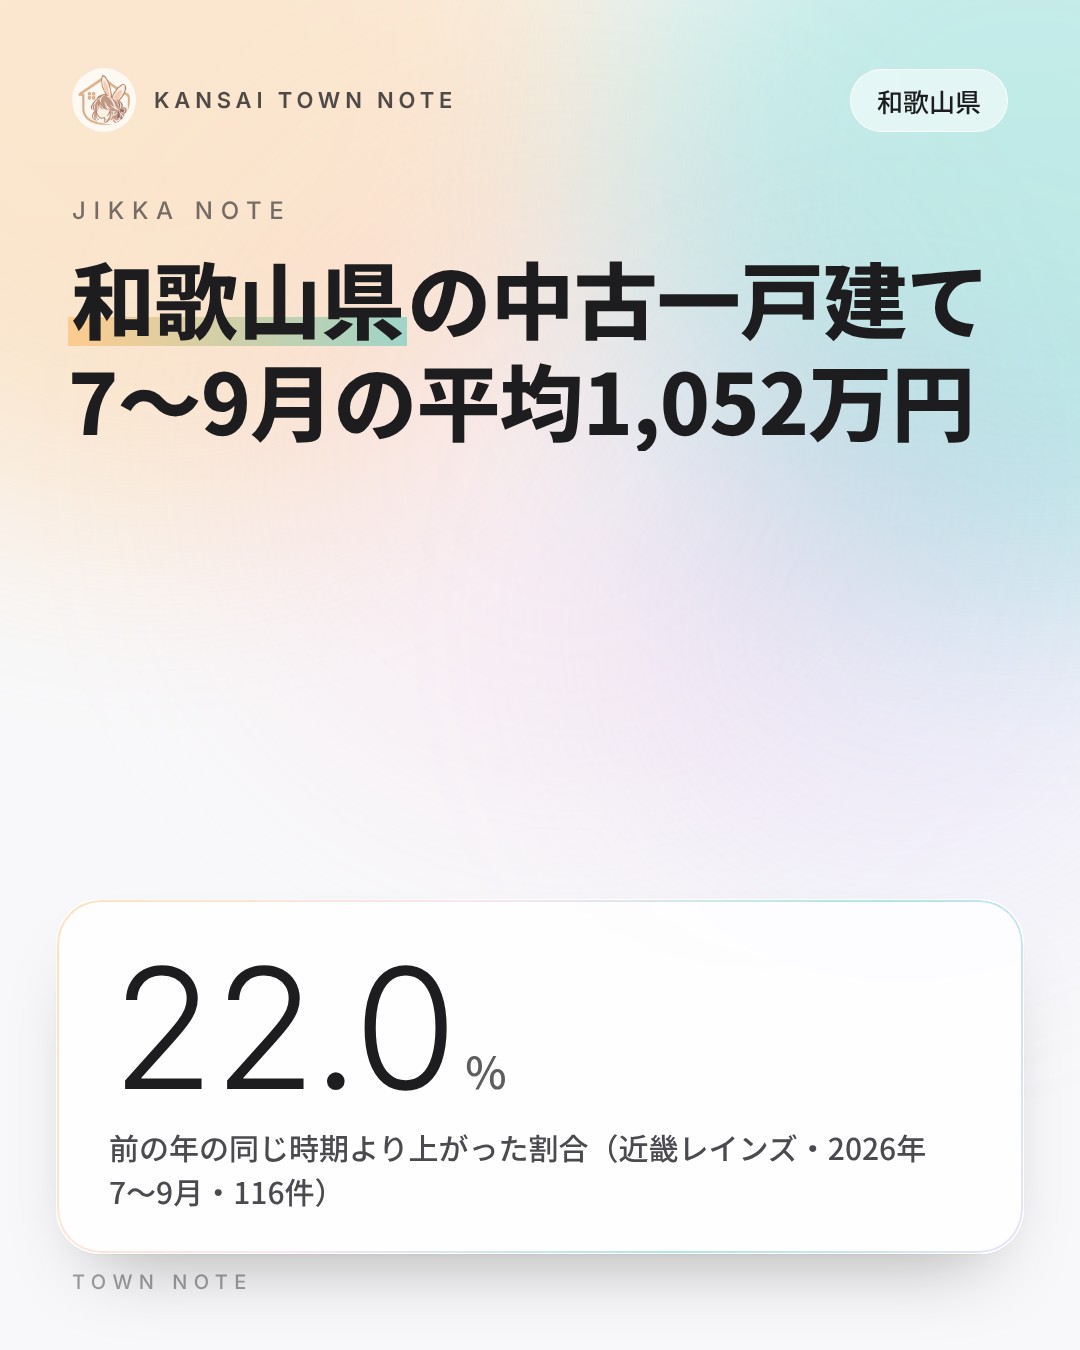 KANSAI TOWN NOTE
和歌山県
JIKKA NOTE
和歌山県の中古一戸建て
7〜9月の平均1,052万円
22.0 %
前の年の同じ時期より上がった割合（近畿レインズ・2026年
7〜9月・116件）
TOWN NOTE